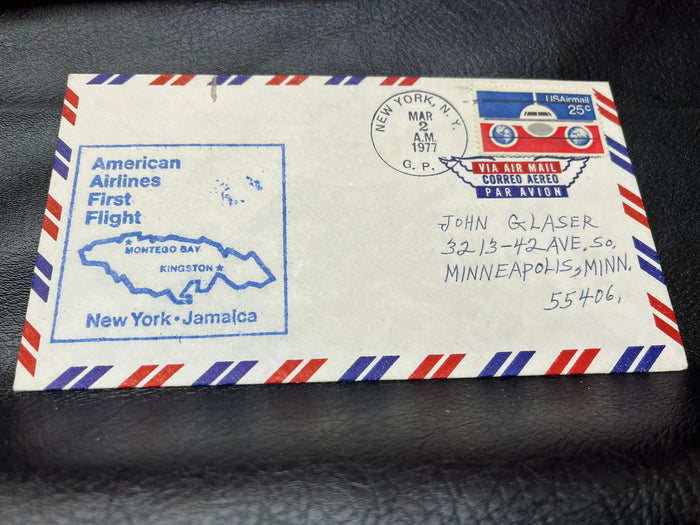 American
Airlines
First
Flight
MONTEGO BAY
KINGSTON
New York • Jamaica
NEW YORK, N. Y.
MAR
2
A.M.
1977
G. P.
USAirmail
25c
VIA AIR MAIL
CORREO AEREO
PAR AVION
JOHN GLASER
3213-42 AVE. SO.
MINNEAPOLIS, MINN.
55406.